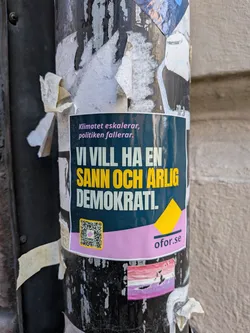 Klimatet eskalerar,
politiken fallerar.
VI VILL HA EN
SANN OCH ÄRLIG
DEMOKRATI.
ofor.se